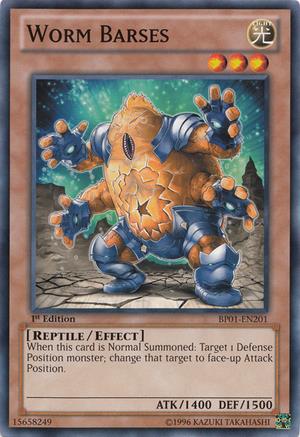 WORM BARSES
LIGHT
光
1st Edition
BP01-EN201
[REPTILE / EFFECT]
When this card is Normal Summoned: Target 1 Defense
Position monster; change that target to face-up Attack
Position.
ATK/1400 DEF/1500
15658249
©1996 KAZUKI TAKAHASHI